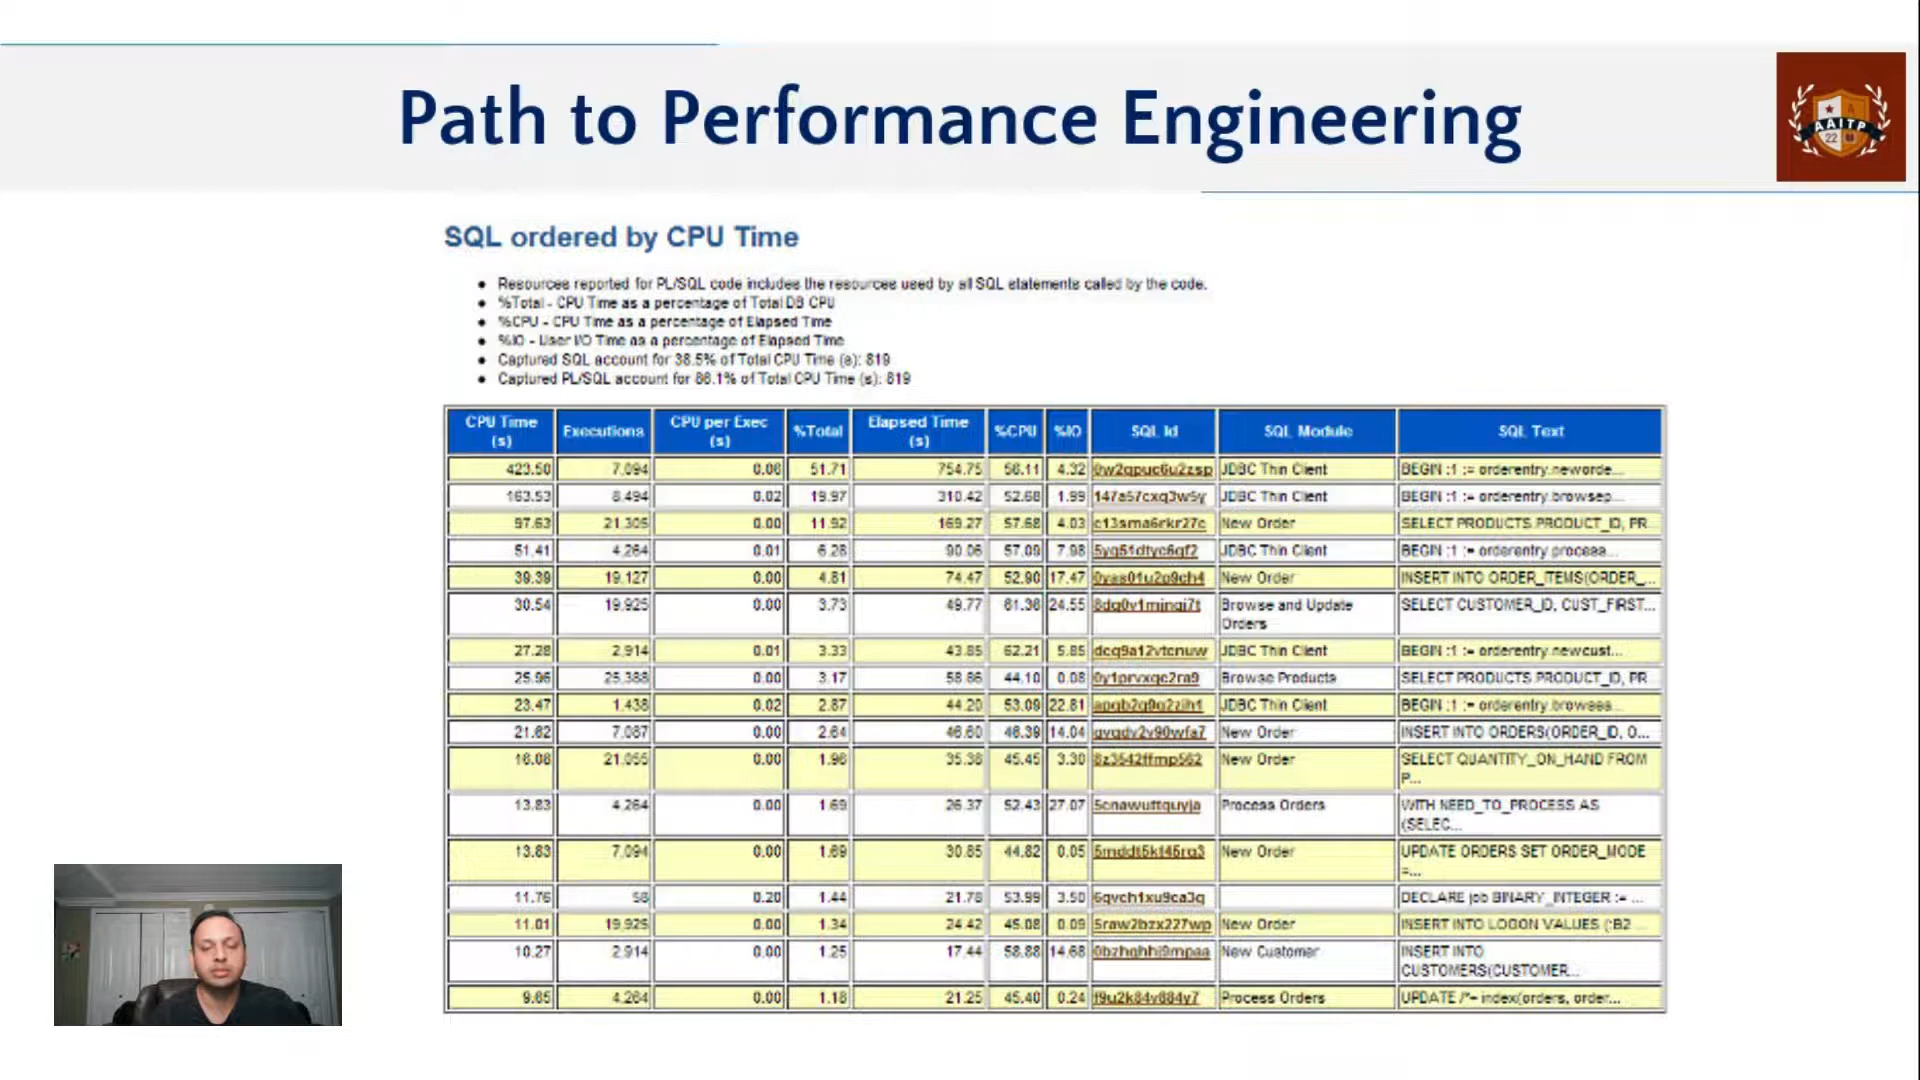 Path to Performance Engineering
AAITP
22
SQL ordered by CPU Time
Resources reported for PL/SQL code includes the resources used by all SQL statements called by the code.
%Total - CPU Time as a percentage of Total DB CPU
%CPU - CPU Time as a percentage of Elapsed Time
%IO - User I/O Time as a percentage of Elapsed Time
Captured SQL account for 38.5% of Total CPU Time (s): 819
Captured PL/SQL account for 86.1% of Total CPU Time (s): 819
CPU Time (s) Executions CPU per Exec (s) %Total Elapsed Time (s) %CPU %IO SQL Id SQL Module SQL Text
423.50 7,094 0.06 51.71 754.75 56.11 4.32 0w2qpuc6u2zsp JDBC Thin Client BEGIN :1 := orderentry.neworde...
163.53 8,494 0.02 19.97 310.42 52.68 1.99 147a57cxq3w5y JDBC Thin Client BEGIN :1 := orderentry.browsep...
97.63 21,305 0.00 11.92 169.27 57.68 4.03 c13sma6rkr27c New Order SELECT PRODUCTS.PRODUCT_ID, PR...
51.41 4,264 0.01 6.28 90.06 57.09 7.98 JDBC Thin Client BEGIN :1 := orderentry.process...
39.39 19,127 0.00 4.81 74.47 52.90 17.47 0yas01u2p9ch4 New Order INSERT INTO ORDER_ITEMS(ORDER_...
30.54 19,925 0.00 3.73 49.77 61.36 24.55 8dq0v1mjngj7t Browse and Update Orders SELECT CUSTOMER_ID, CUST_FIRST...
27.28 2,914 0.01 3.33 43.85 62.21 5.85 dcq9a12vtcnuw JDBC Thin Client BEGIN :1 := orderentry.newcust...
25.96 25,388 0.00 3.17 58.86 44.10 0.08 0y1prvxqc2ra9 Browse Products SELECT PRODUCTS.PRODUCT_ID, PR...
23.47 1,438 0.02 2.87 44.20 53.09 22.81 JDBC Thin Client BEGIN :1 := orderentry.browsea...
21.62 7,087 0.00 2.64 46.60 46.39 14.04 New Order INSERT INTO ORDERS(ORDER_ID, O...
16.08 21,055 0.00 1.96 35.38 45.45 3.30 8z3542ffmp562 New Order SELECT QUANTITY_ON_HAND FROM P...
13.83 4,264 0.00 1.69 26.37 52.43 27.07 Process Orders WITH NEED_TO_PROCESS AS (SELEC...
13.83 7,094 0.00 1.69 30.85 44.82 0.05 New Order UPDATE ORDERS SET ORDER_MODE =...
11.76 58 0.20 1.44 21.78 53.99 3.50 6gvch1xu9ca3g DECLARE job BINARY_INTEGER := ...
11.01 19,925 0.00 1.34 24.42 45.08 0.09 5raw2bzx227wp New Order INSERT INTO LOGON VALUES (:B2 ...
10.27 2,914 0.00 1.25 17.44 58.88 14.68 0bzhqhhj9mpaa New Customer INSERT INTO CUSTOMERS(CUSTOMER...
9.65 4,264 0.00 1.18 21.25 45.40 0.24 f9u2k84v884y7 Process Orders UPDATE /*+ index(orders, order...